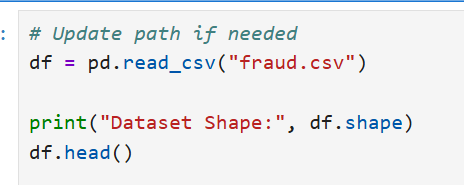 :
# Update path if needed
df = pd.read_csv("fraud.csv")
print("Dataset Shape:", df.shape)
df.head()